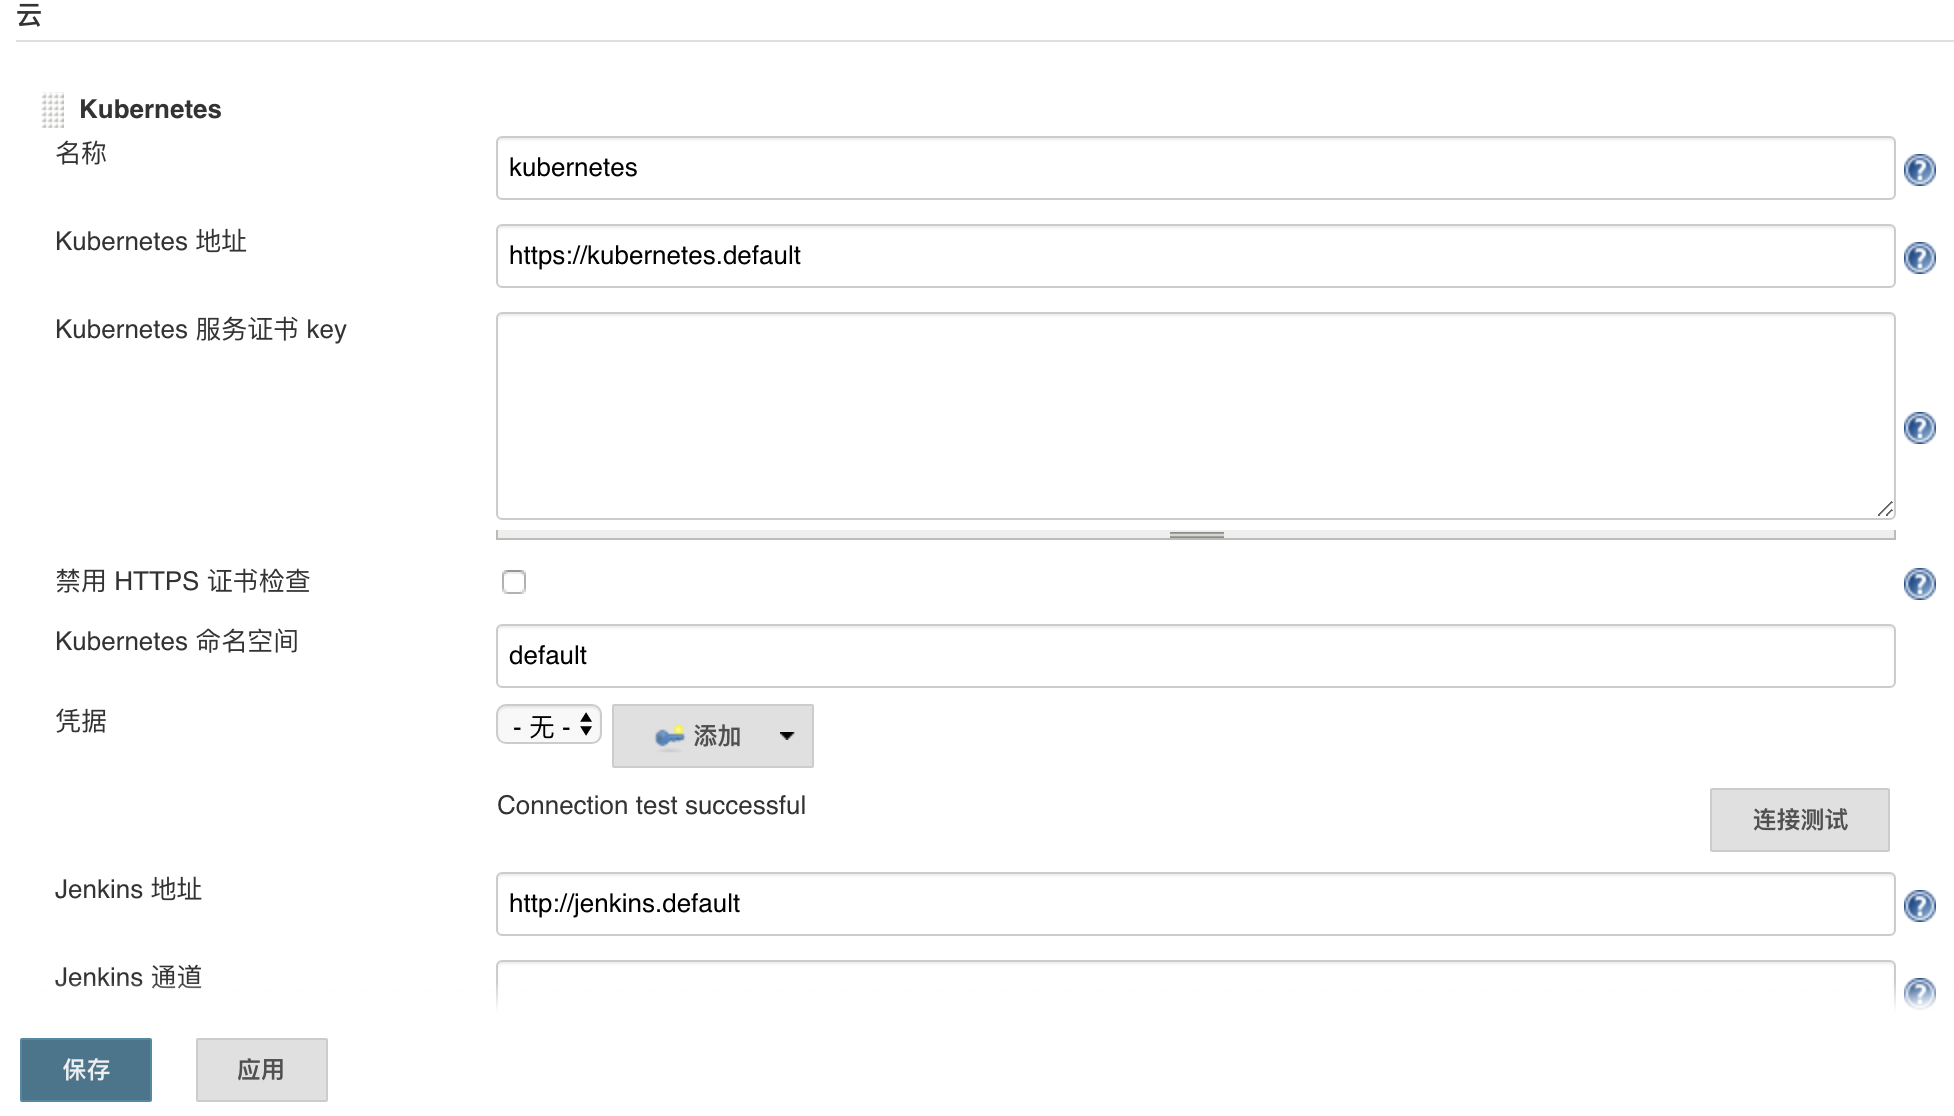 云
Kubernetes
名称
kubernetes
Kubernetes 地址
https://kubernetes.default
Kubernetes 服务证书 key
禁用 HTTPS 证书检查
Kubernetes 命名空间
default
凭据
- 无 -
添加
Connection test successful
连接测试
Jenkins 地址
http://jenkins.default
Jenkins 通道
保存
应用